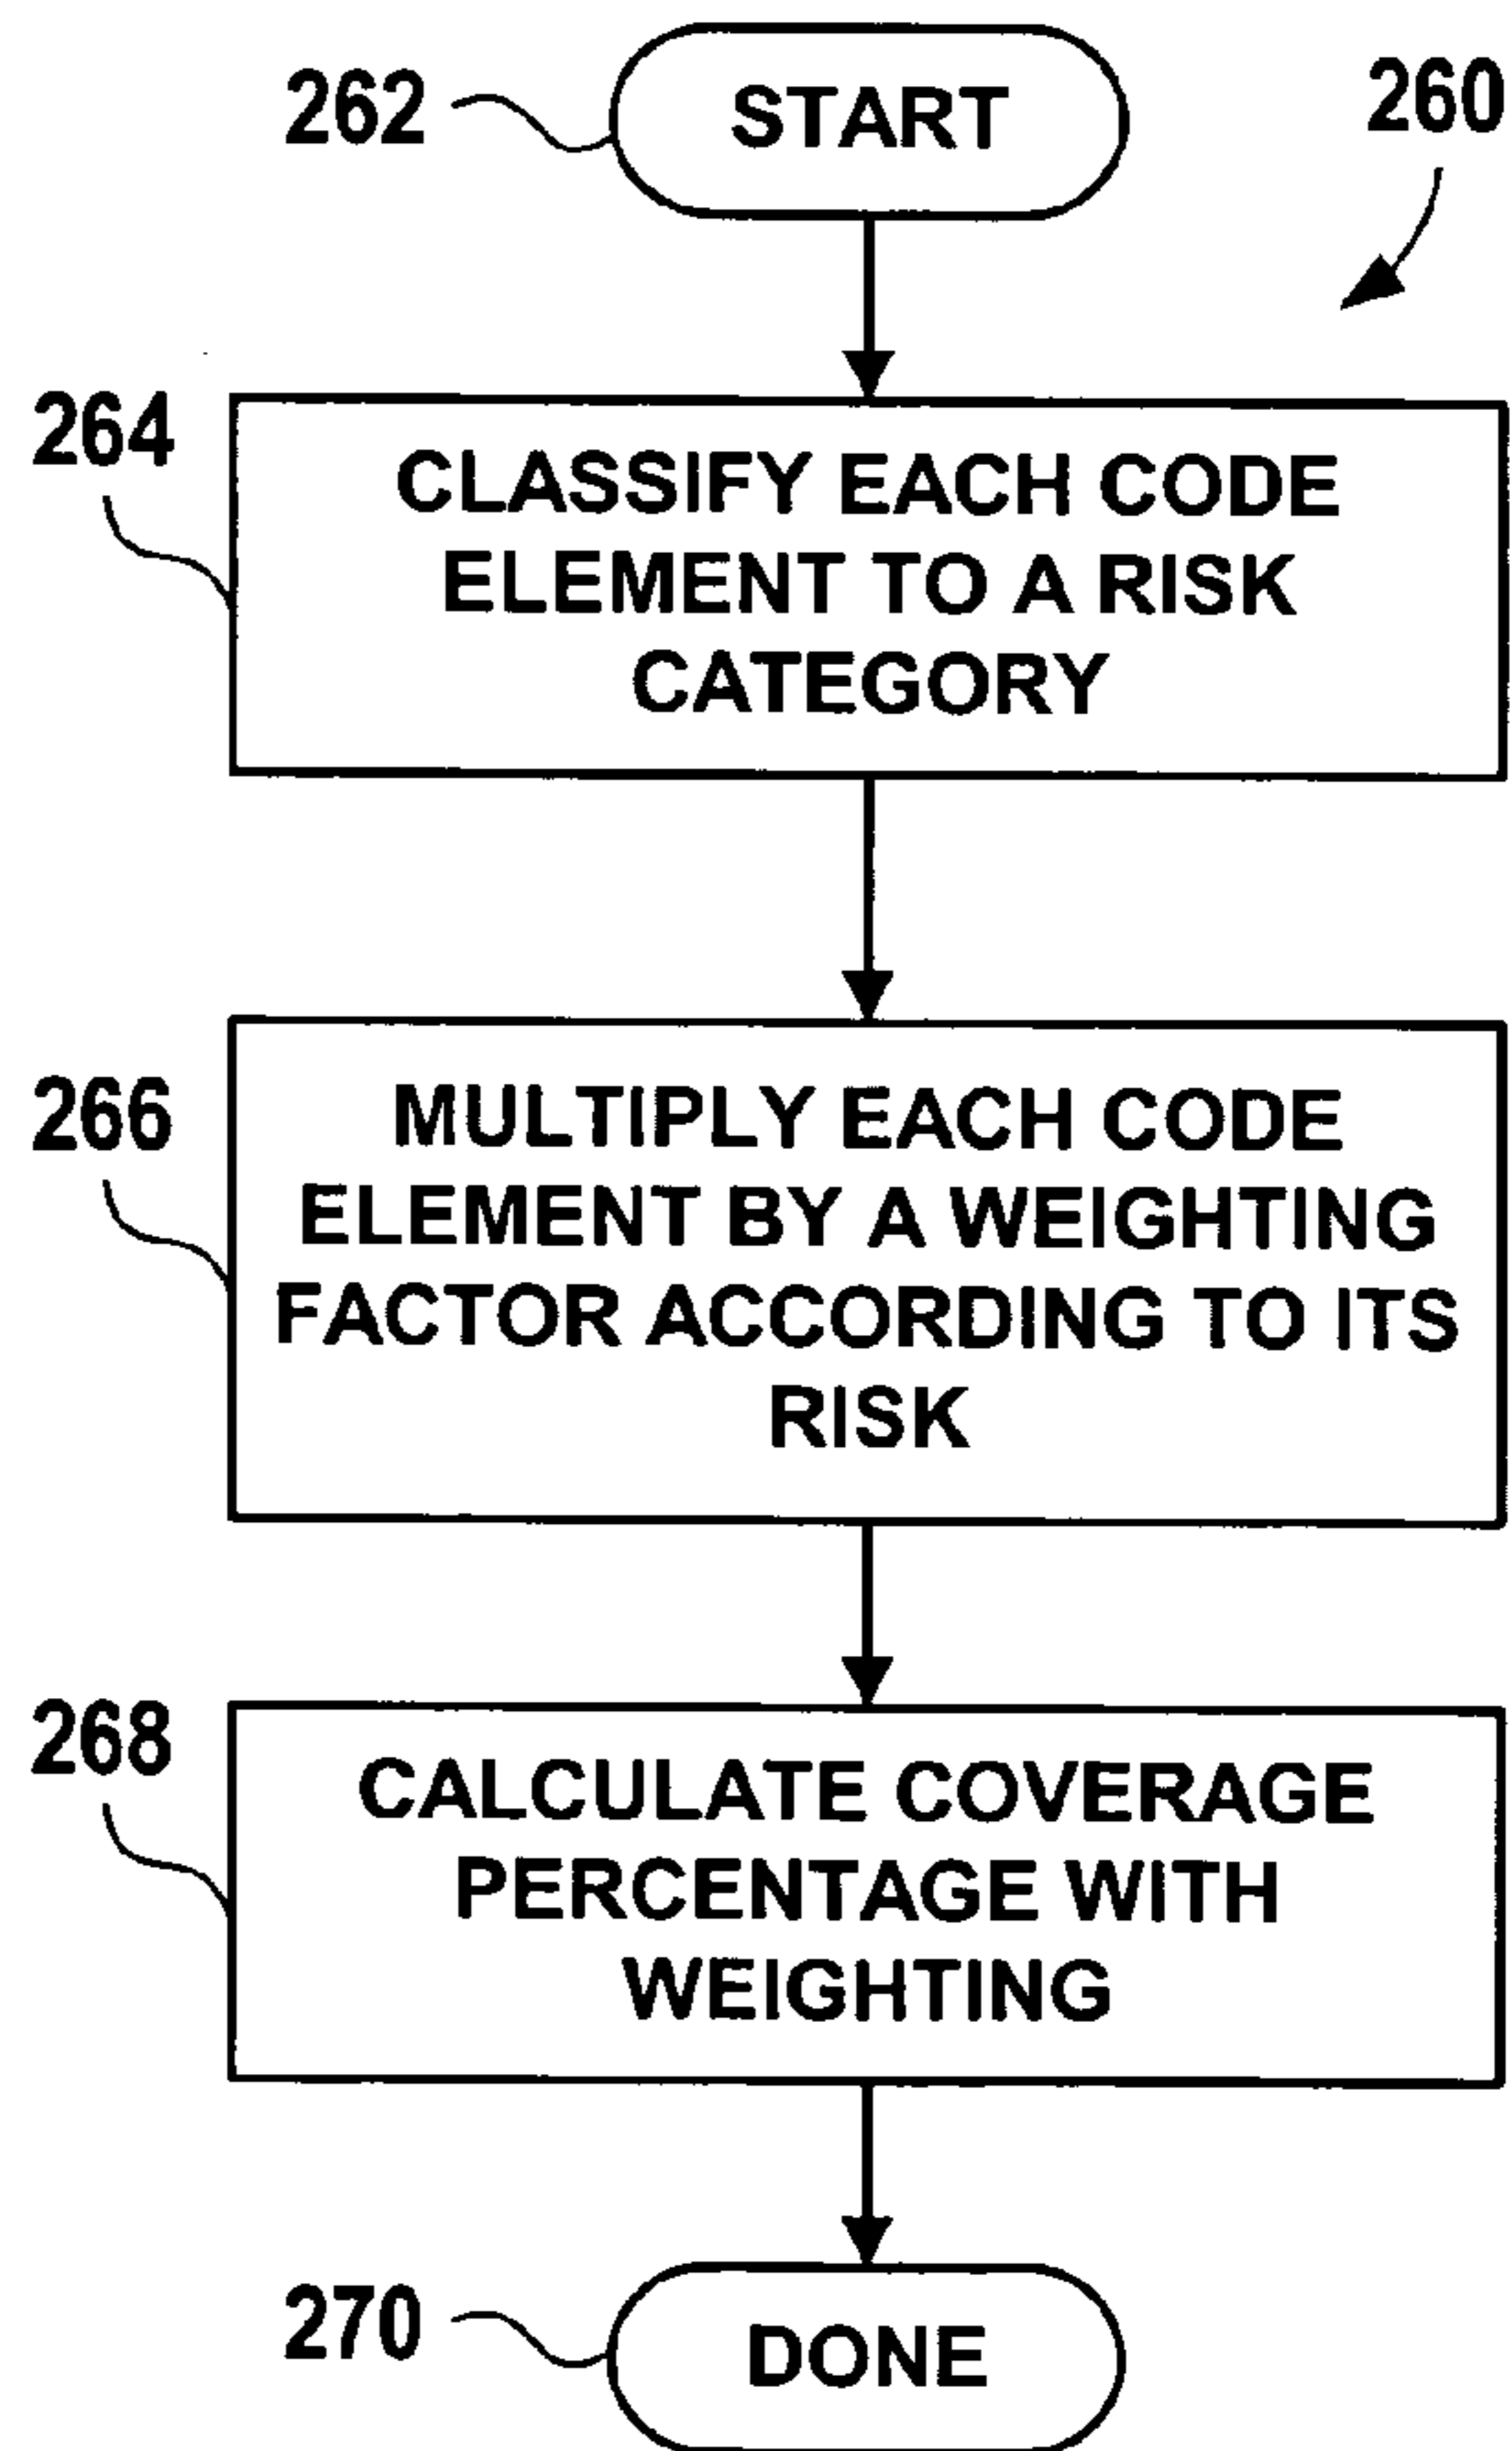 262
START
260
264
CLASSIFY EACH CODE
ELEMENT TO A RISK
CATEGORY
266
MULTIPLY EACH CODE
ELEMENT BY A WEIGHTING
FACTOR ACCORDING TO ITS
RISK
268
CALCULATE COVERAGE
PERCENTAGE WITH
WEIGHTING
270
DONE